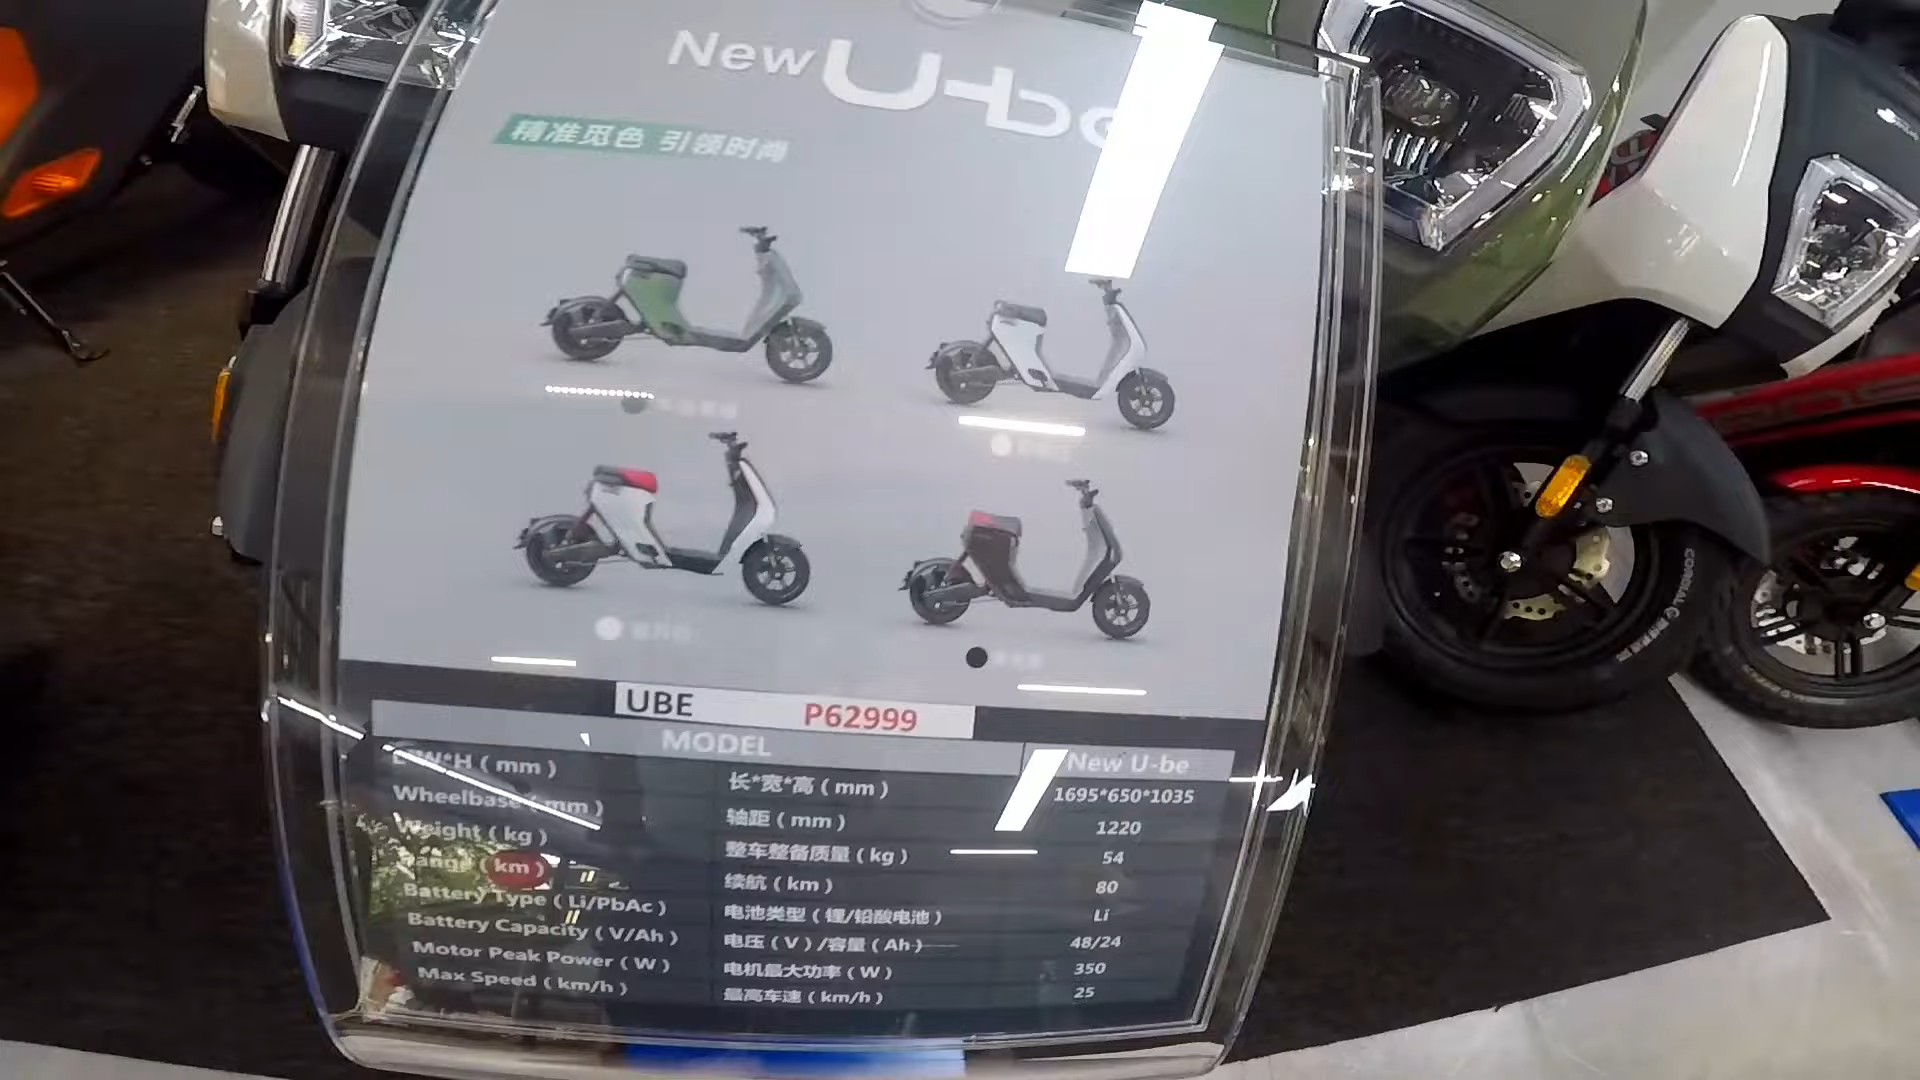 New U-be
精准觅色 引领时尚
UBE P62999
MODEL New U-be
L*W*H ( mm ) 长*宽*高 ( mm ) 1695*650*1035
Wheelbase ( mm ) 轴距 ( mm ) 1220
Weight ( kg ) 整车整备质量 ( kg ) 54
Range ( km ) 续航 ( km ) 80
Battery Type ( Li/PbAc ) 电池类型 ( 锂/铅酸电池 ) Li
Battery Capacity ( V/Ah ) 电压 ( V ) /容量 ( Ah ) 48/24
Motor Peak Power ( W ) 电机最大功率 ( W ) 350
Max Speed ( km/h ) 最高车速 ( km/h ) 25